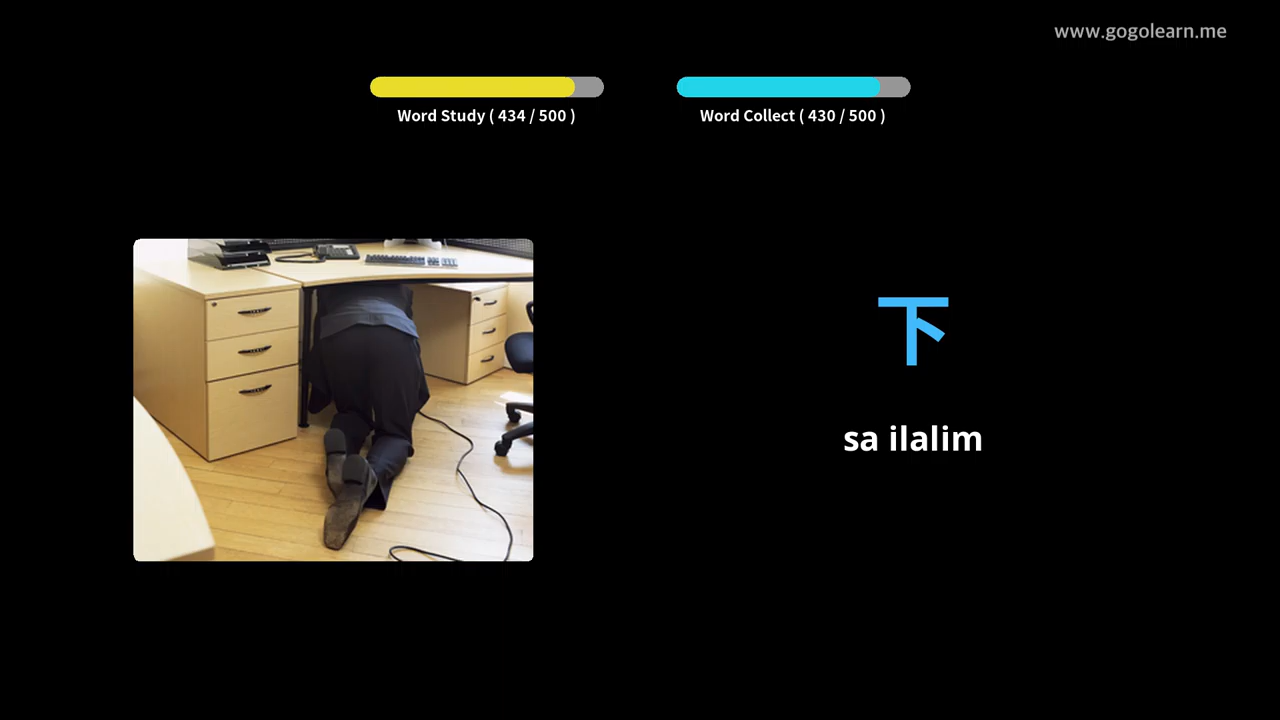 www.gogolearn.me
Word Study ( 434 / 500 )
Word Collect ( 430 / 500 )
下
sa ilalim